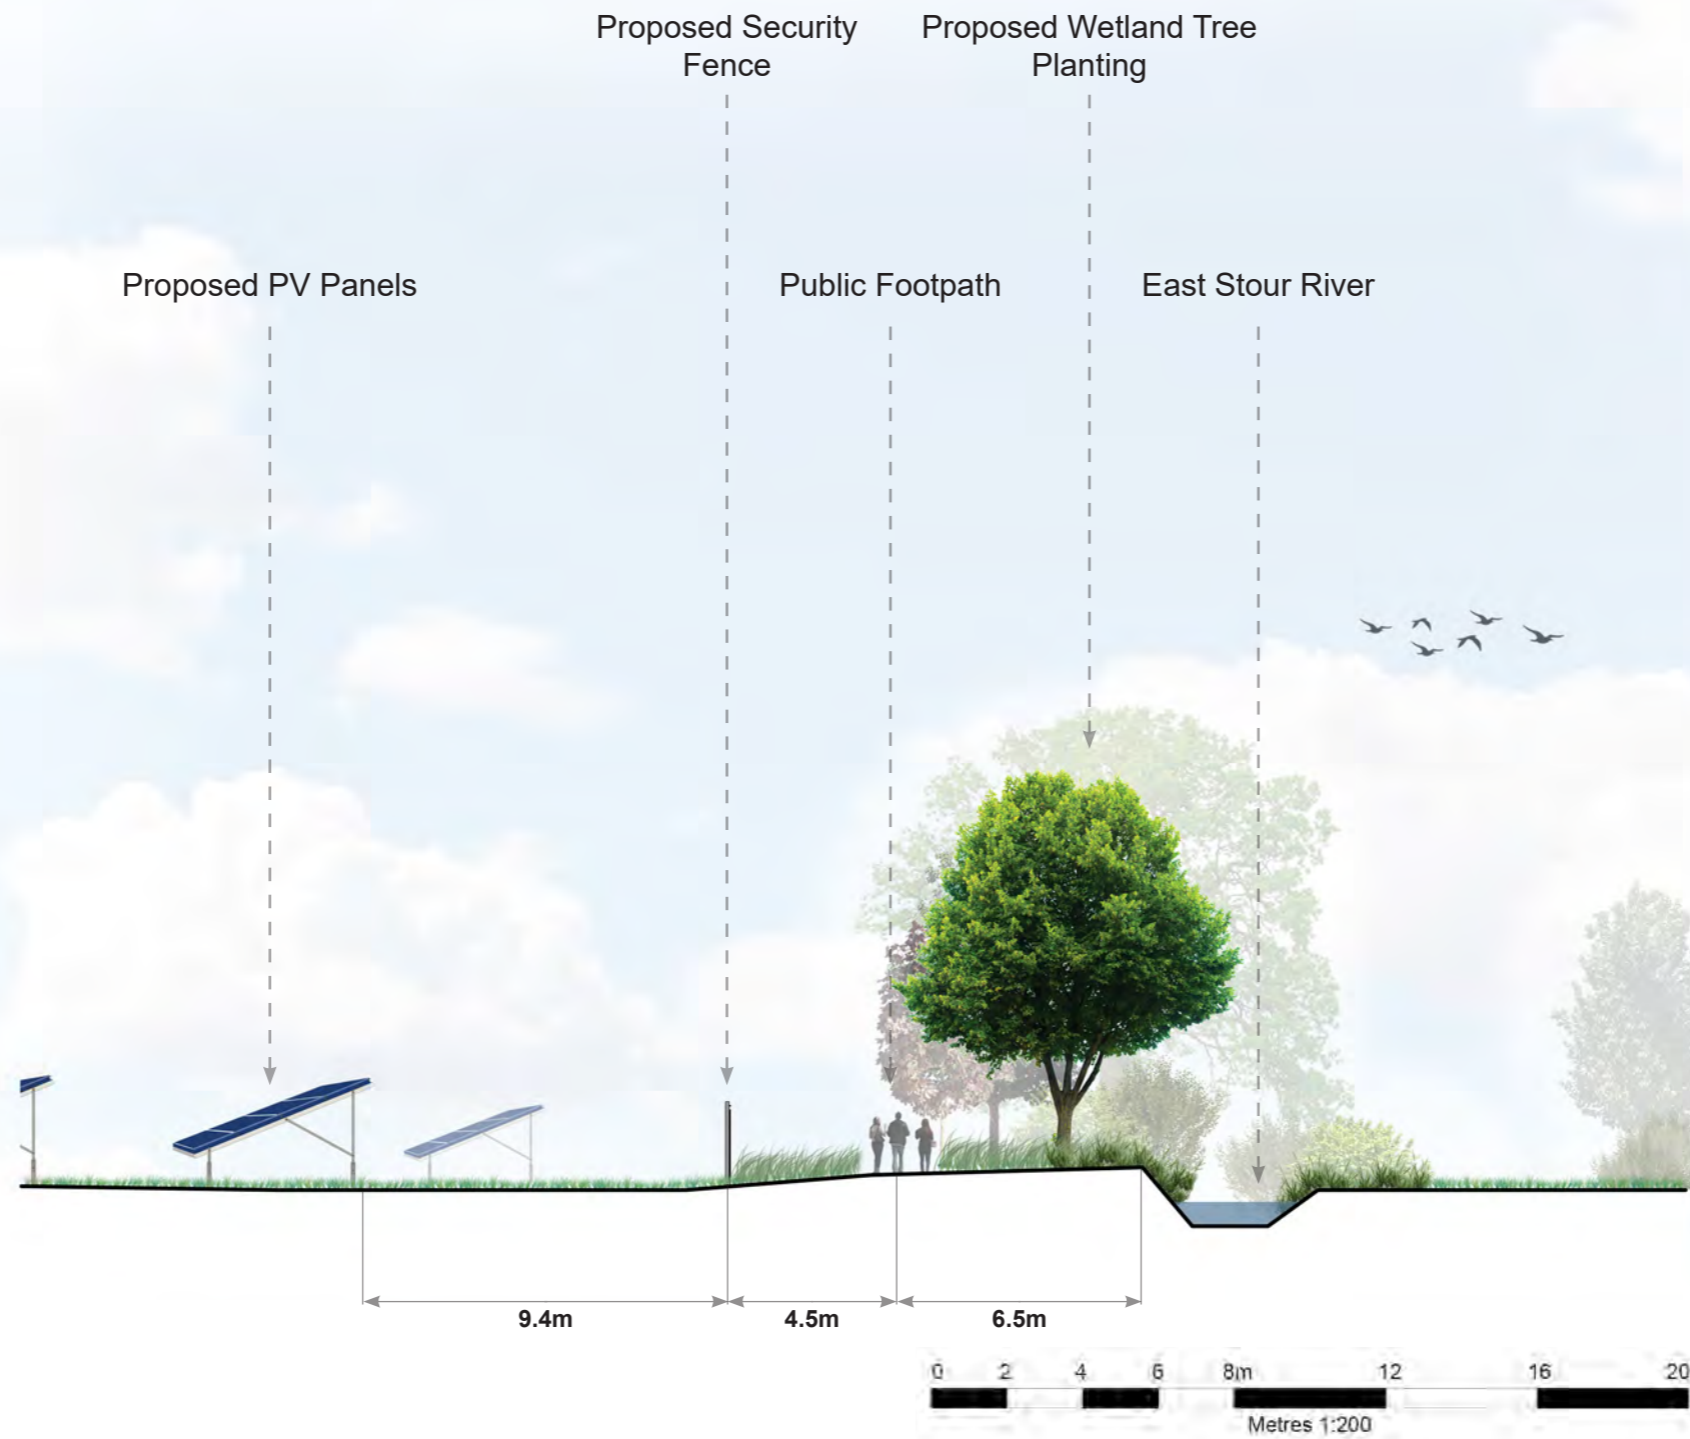 Proposed Security
Fence
Proposed Wetland Tree
Planting
Proposed PV Panels
Public Footpath
East Stour River
9.4m
4.5m
6.5m
0 2 4 6 8m 12 16 20
Metres 1:200